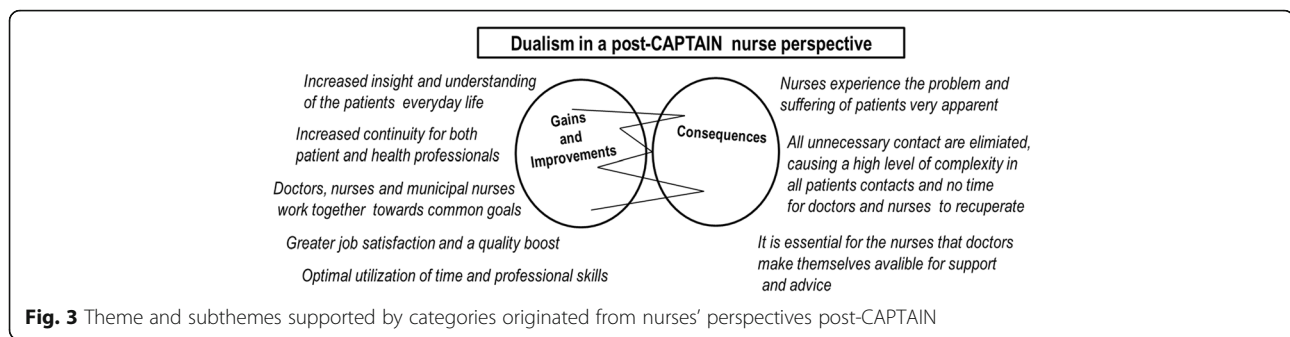 Dualism in a post-CAPTAIN nurse perspective
Increased insight and understanding
of the patients everyday life
Increased continuity for both
patient and health professionals
Doctors, nurses and municipal nurses
work together towards common goals
Greater job satisfaction and a quality boost
Optimal utilization of time and professional skills
Gains
and
Improvements
Consequences
Nurses experience the problem and
suffering of patients very apparent
All unnecessary contact are elimiated,
causing a high level of complexity in
all patients contacts and no time
for doctors and nurses to recuperate
It is essential for the nurses that doctors
make themselves avalible for support
and advice
Fig. 3 Theme and subthemes supported by categories originated from nurses’ perspectives post-CAPTAIN